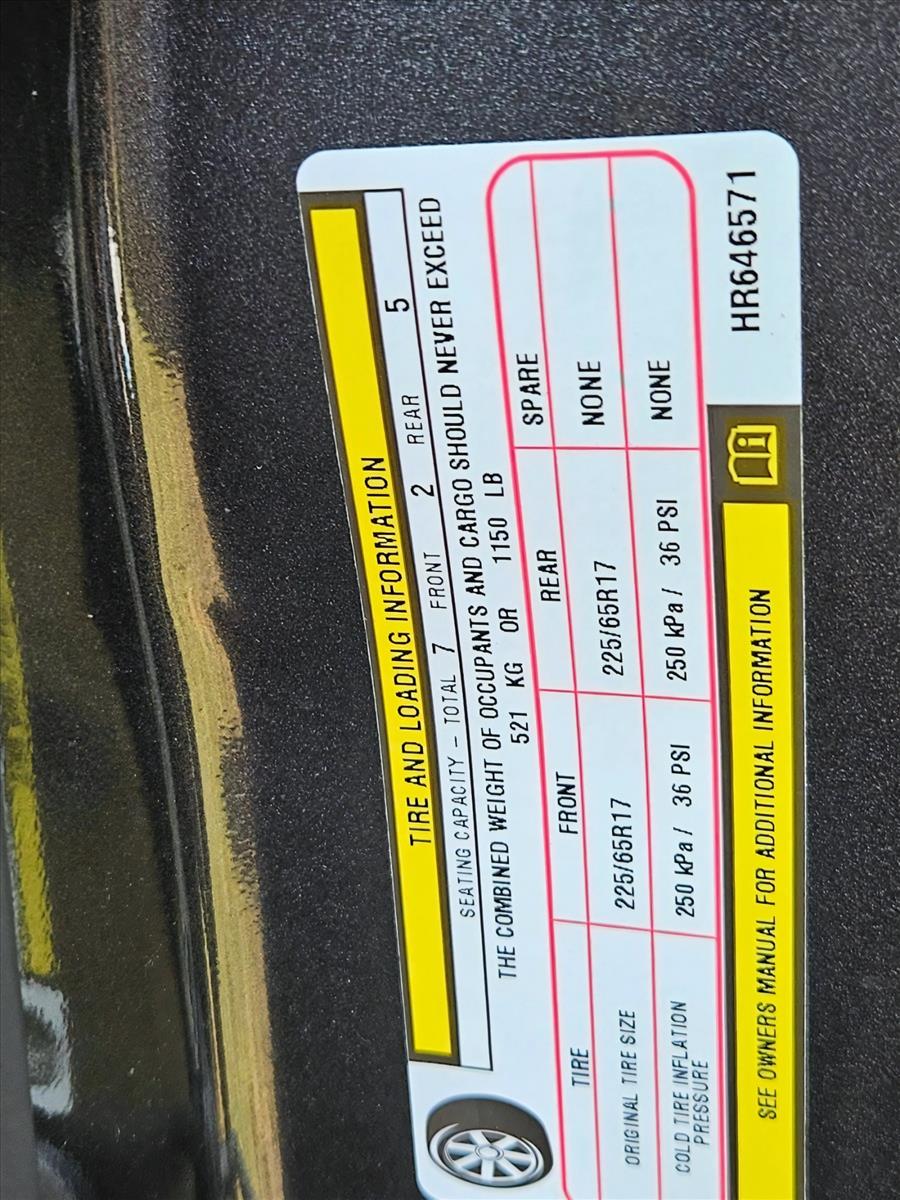 TIRE AND LOADING INFORMATION
SEATING CAPACITY - TOTAL 7 FRONT 2 REAR 5
THE COMBINED WEIGHT OF OCCUPANTS AND CARGO SHOULD NEVER EXCEED
521 KG OR 1150 LB
TIRE FRONT REAR SPARE
ORIGINAL TIRE SIZE 225/65R17 225/65R17 NONE
COLD TIRE INFLATION
PRESSURE 250 kPa / 36 PSI 250 kPa / 36 PSI NONE
SEE OWNERS MANUAL FOR ADDITIONAL INFORMATION
HR646571